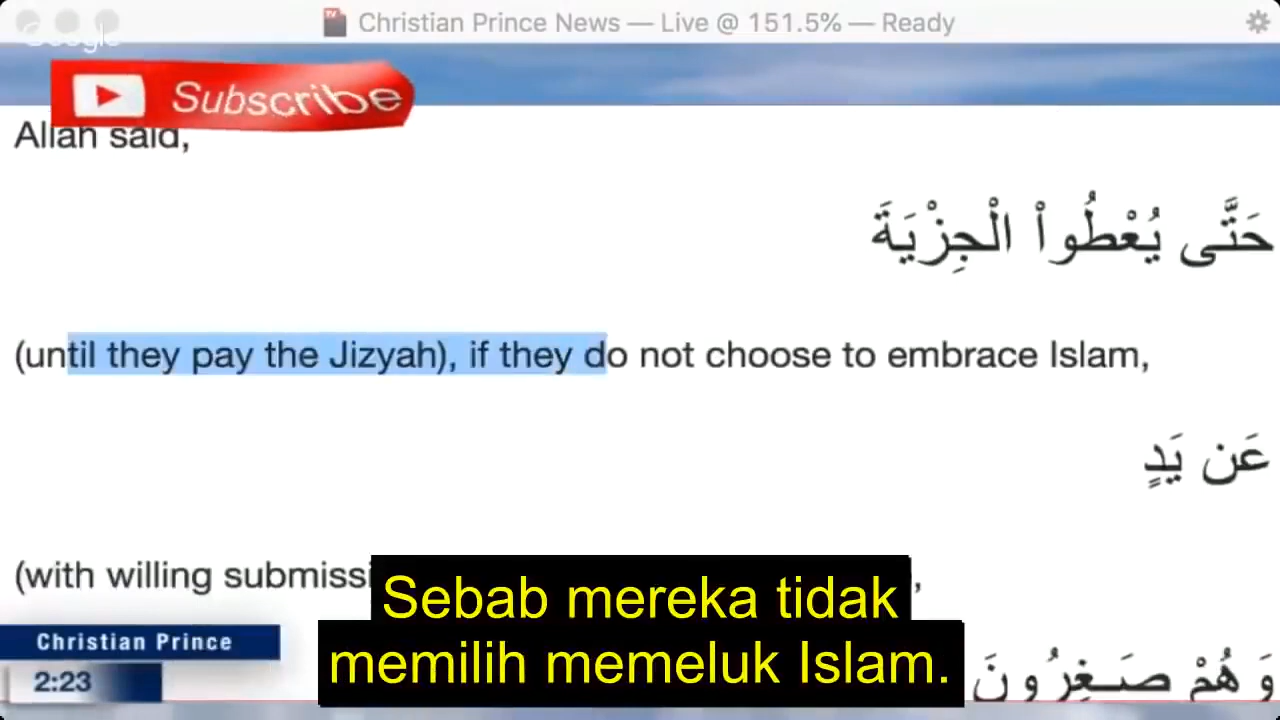 Christian Prince News — Live @ 151.5% — Ready
Google
Subscribe
Allah said,
حَتَّى يُعْطُواْ الْجِزْيَةَ
(until they pay the Jizyah), if they do not choose to embrace Islam,
عَن يَدٍ
(with willing submissi
,
Sebab mereka tidak
memilih memeluk Islam.
Christian Prince
2:23
وَهُمْ صَـغِرُونَ